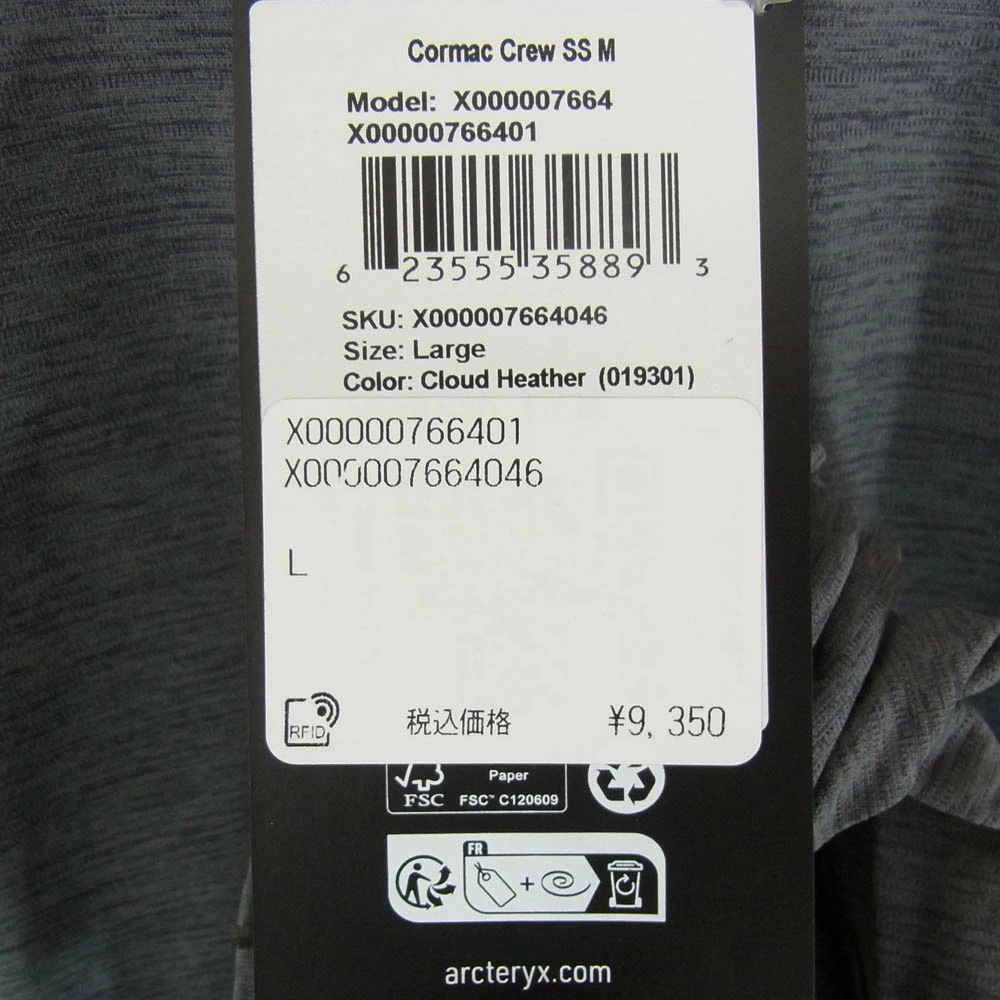 Cormac Crew SS M
Model: X000007664
X00000766401
6 23555 35889 3
SKU: X000007664046
Size: Large
Color: Cloud Heather (019301)
X00000766401
X000007664046
L
RFID 税込価格 ¥9, 350
Paper
FSC FSC™ C120609
FR
arcteryx.com